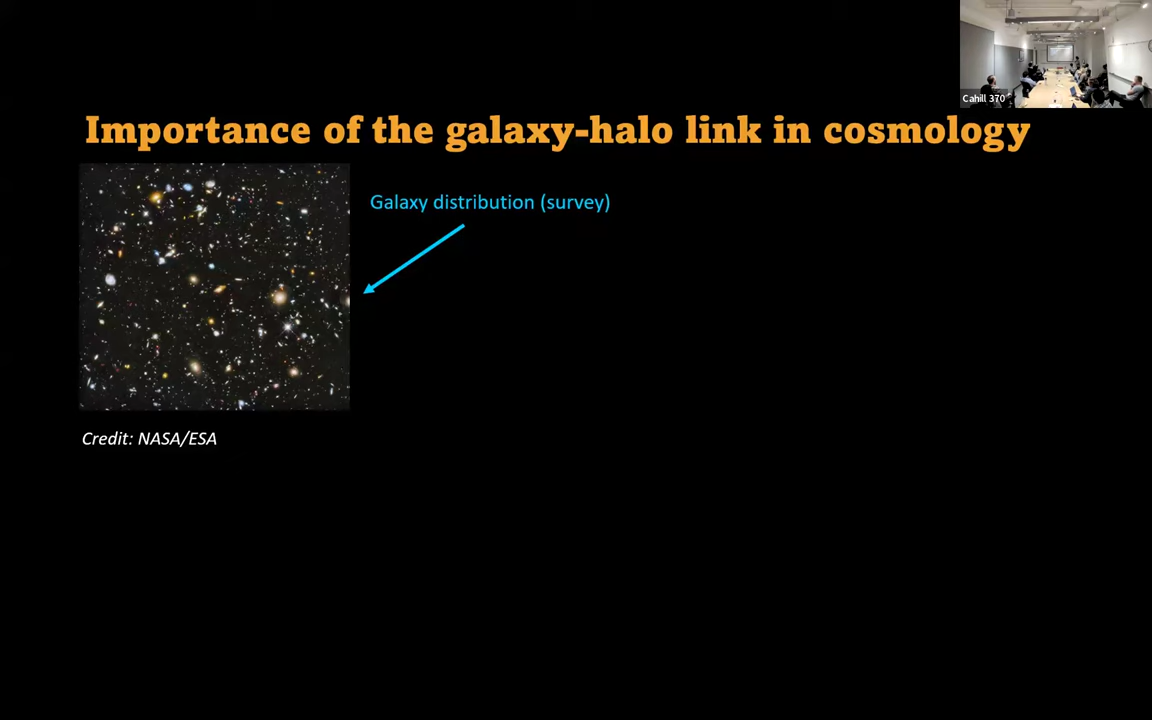 Cahill 370
Importance of the galaxy-halo link in cosmology
Galaxy distribution (survey)
Credit: NASA/ESA